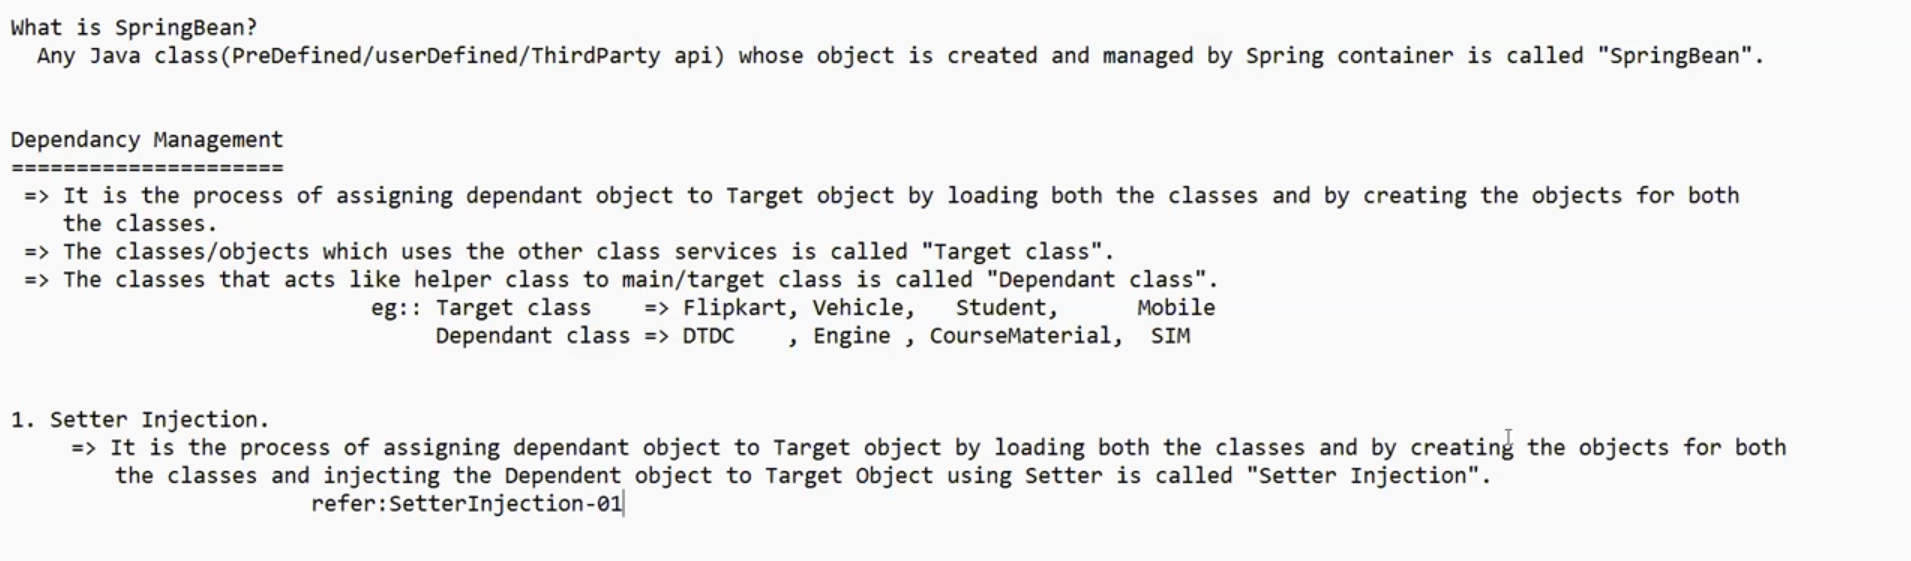 What is SpringBean?
Any Java class(PreDefined/userDefined/ThirdParty api) whose object is created and managed by Spring container is called "SpringBean".
Dependancy Management
=====================
=> It is the process of assigning dependant object to Target object by loading both the classes and by creating the objects for both
the classes.
=> The classes/objects which uses the other class services is called "Target class".
=> The classes that acts like helper class to main/target class is called "Dependant class".
eg:: Target class    => Flipkart, Vehicle,   Student,      Mobile
Dependant class => DTDC    , Engine , CourseMaterial,  SIM
1. Setter Injection.
=> It is the process of assigning dependant object to Target object by loading both the classes and by creating the objects for both
the classes and injecting the Dependent object to Target Object using Setter is called "Setter Injection".
refer:SetterInjection-01